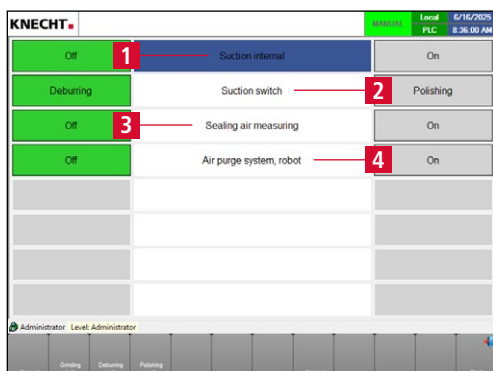 KNECHT
MANUAL
Local 6/16/2025
PLC 8:36:00 AM
Off 1 Suction internal On
Deburring Suction switch 2 Polishing
Off 3 Sealing air measuring On
Off Air purge system, robot 4 On
Administrator Level: Administrator
Grinding Deburring Polishing